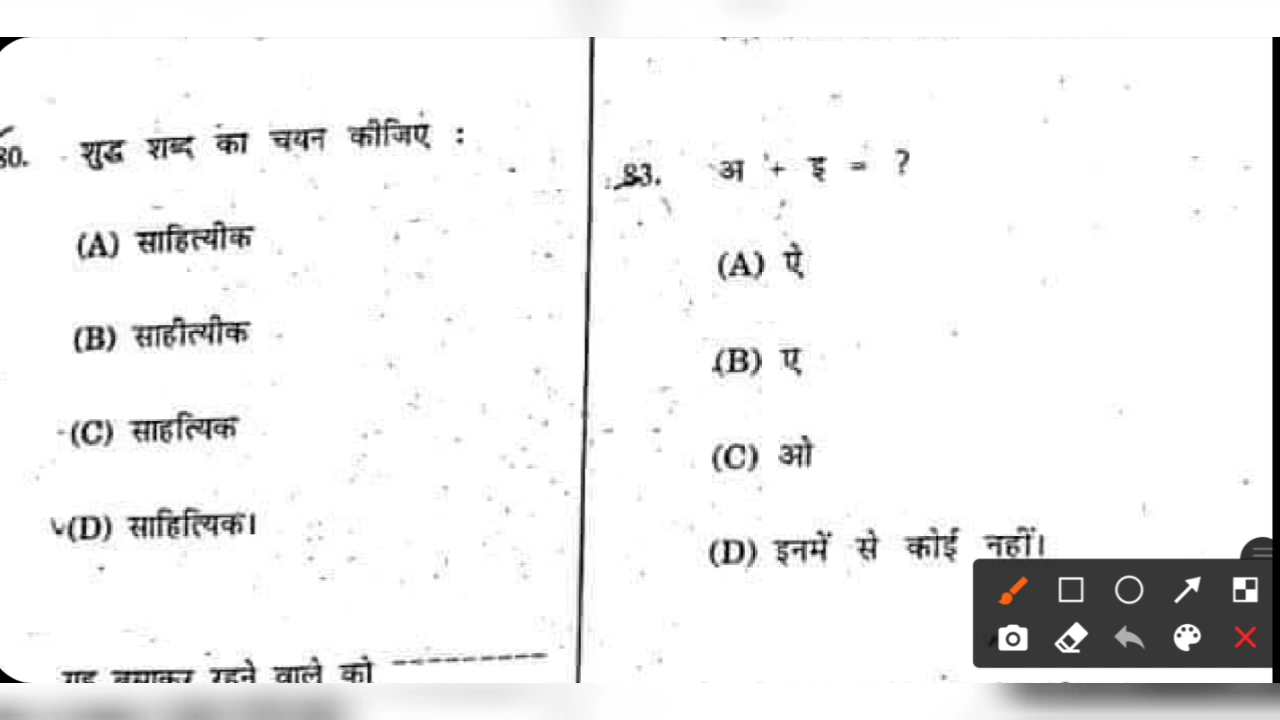 80. शुद्ध शब्द का चयन कीजिए :
(A) साहित्यीक
(B) साहीत्यीक
(C) साहत्यिक
(D) साहित्यिक।
को
83. अ + इ = ?
(A) ऐ
(B) ए
(C) ओ
(D) इनमें से कोई नहीं।